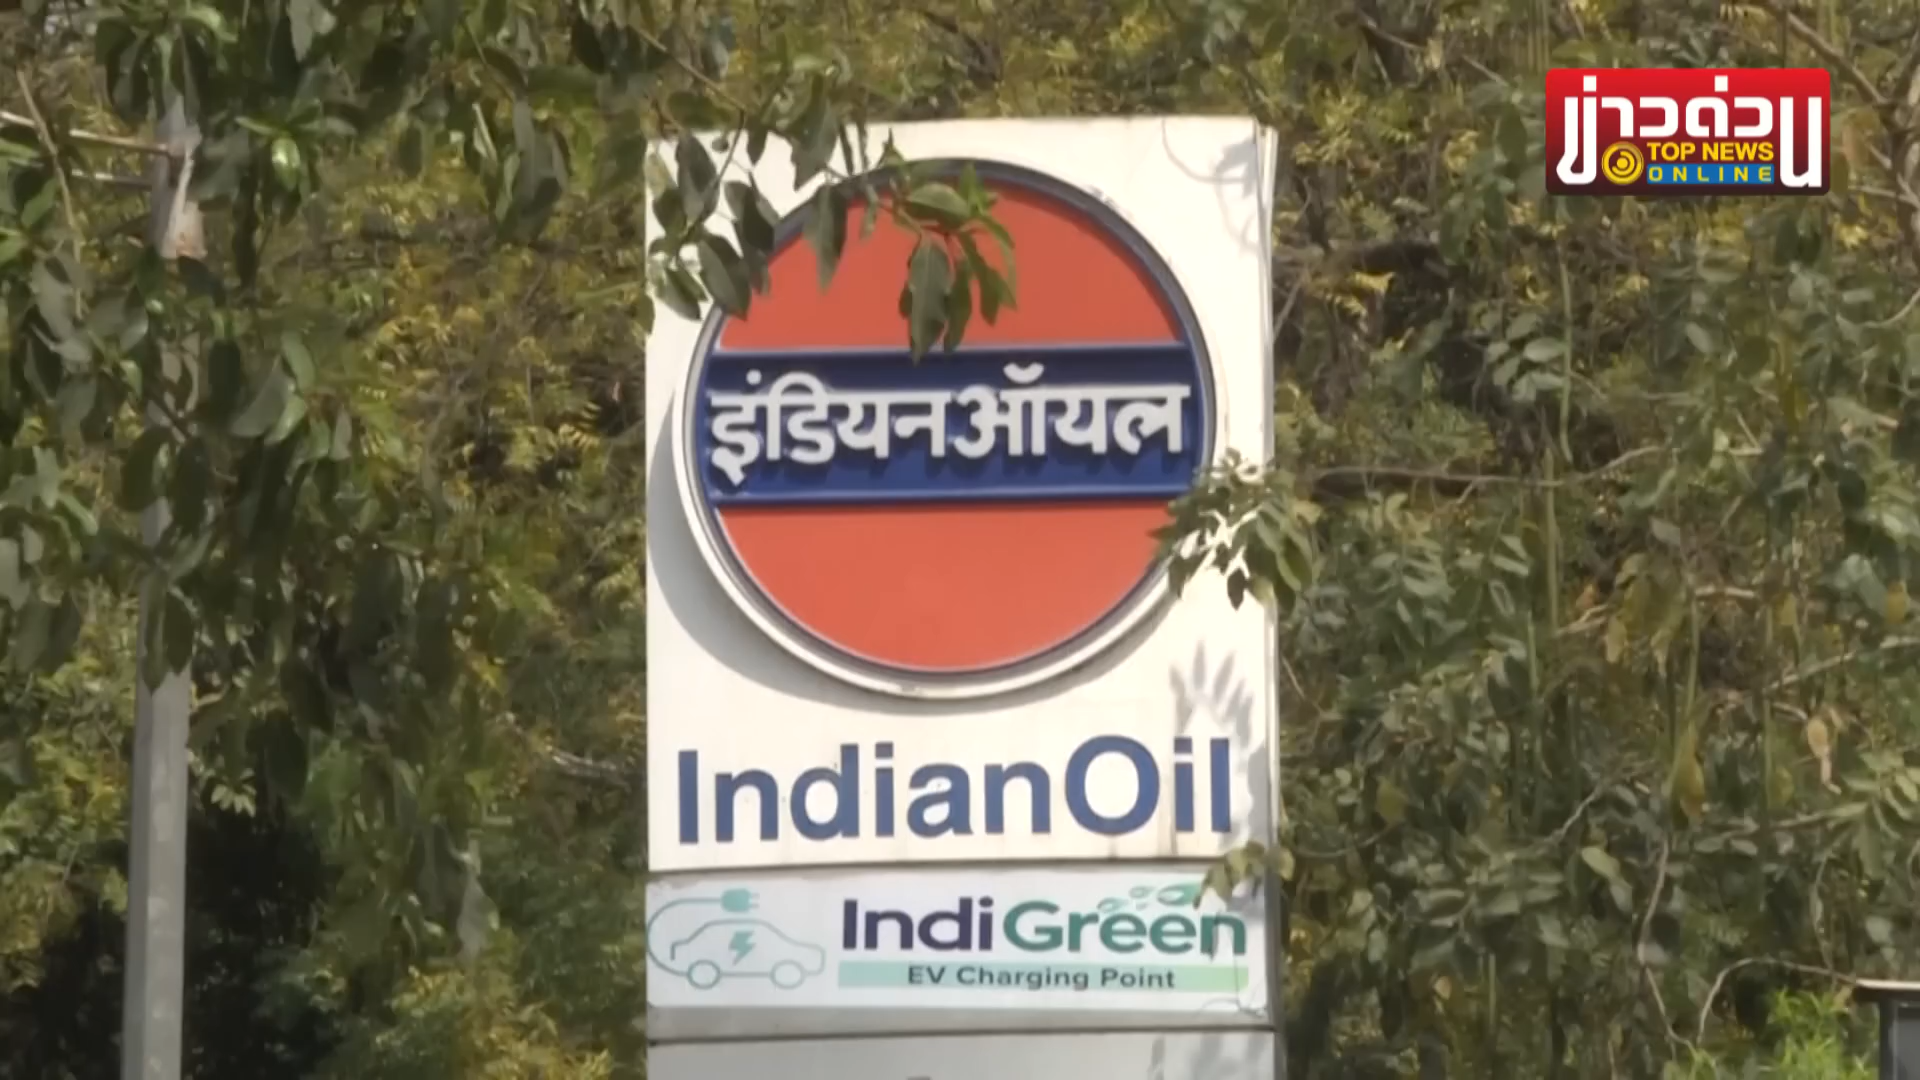 ข่าวด่วน
TOP NEWS
ONLINE
इंडियनऑयल
IndianOil
IndiGreen
EV Charging Point